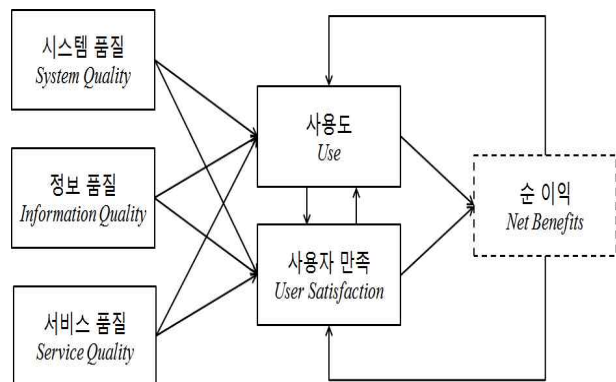 시스템 품질
System Quality
정보 품질
Information Quality
서비스 품질
Service Quality
사용도
Use
사용자 만족
User Satisfaction
순 이익
Net Benefits